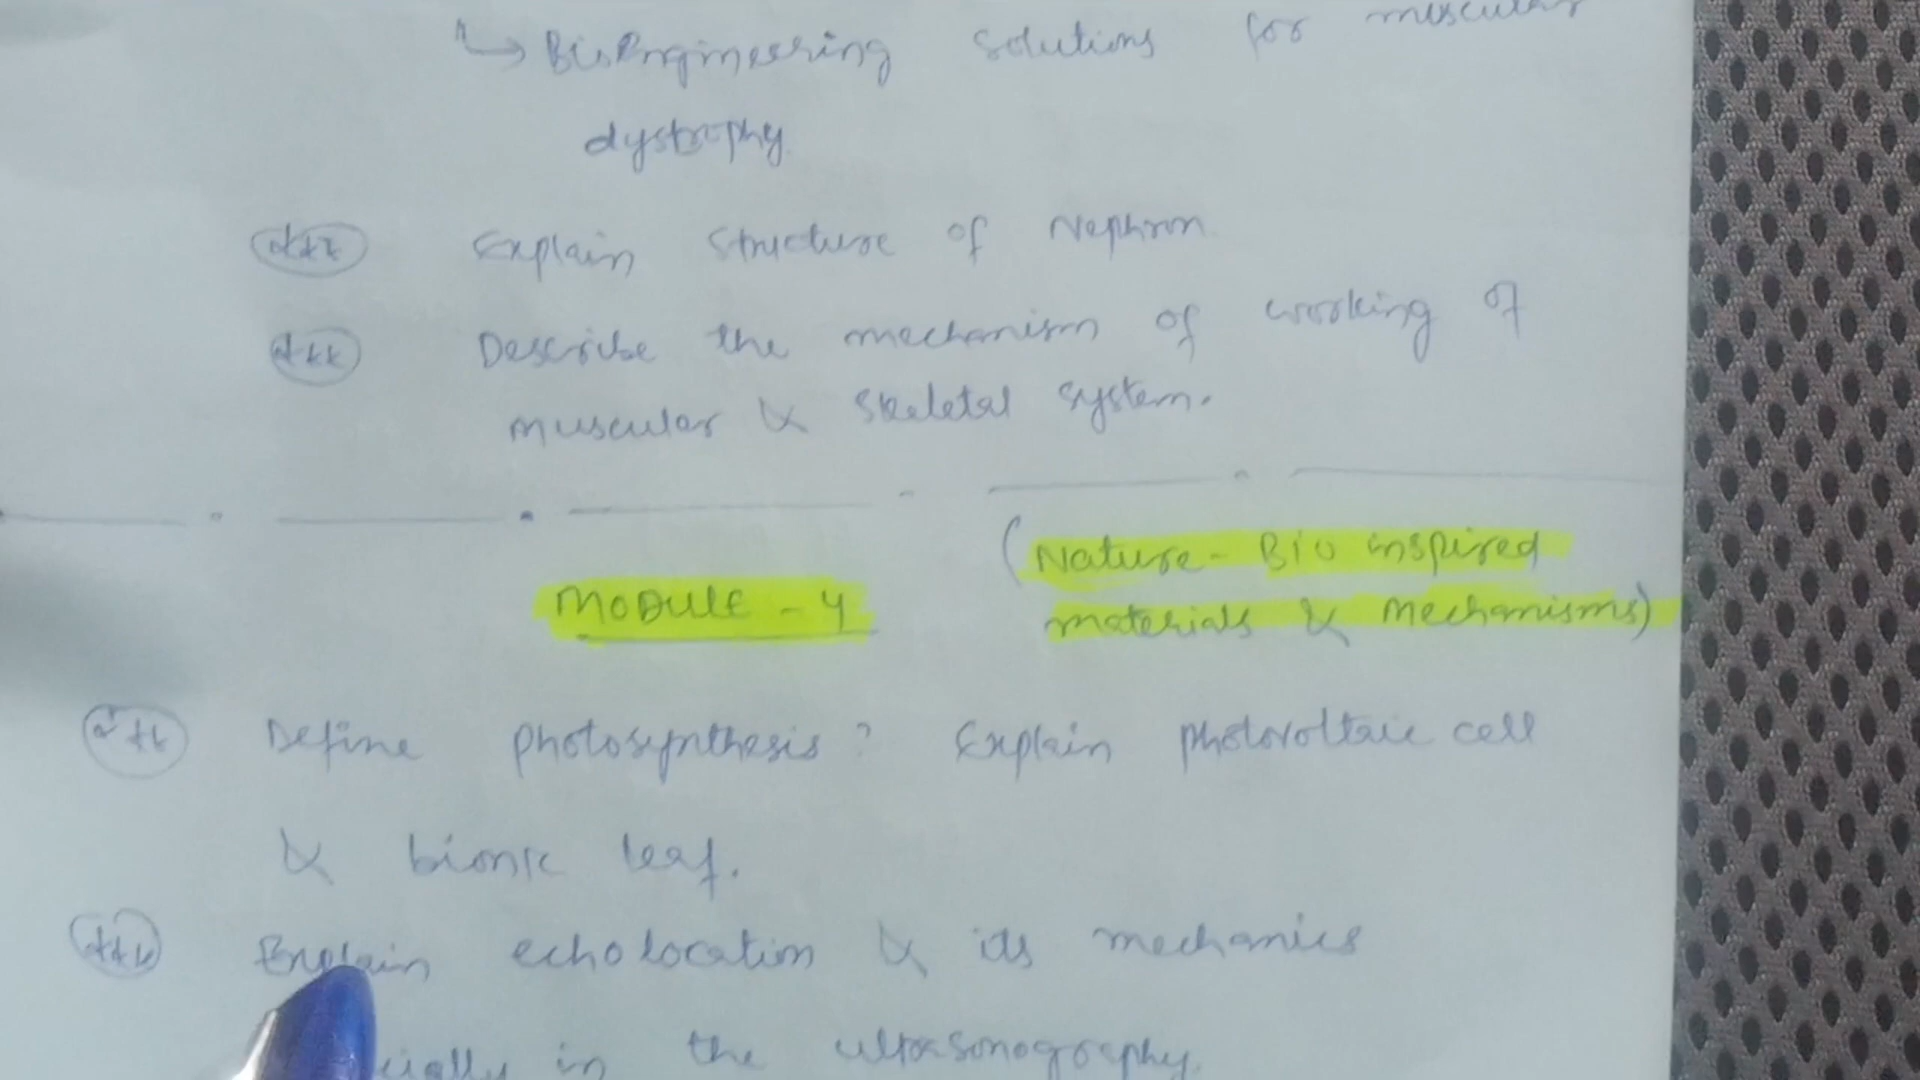 ↳ BioEngineering solutions for muscular
dystrophy.
*** Explain structure of Nephron.
*** Describe the mechanism of working of
muscular & skeletal system.
MODULE - 4 (Nature - Bio inspired
materials & Mechanisms)
*** Define photosynthesis? Explain photovoltaic cell
& bionic leaf.
*** Explain echolocation & its mechanics
in the ultrasonography.